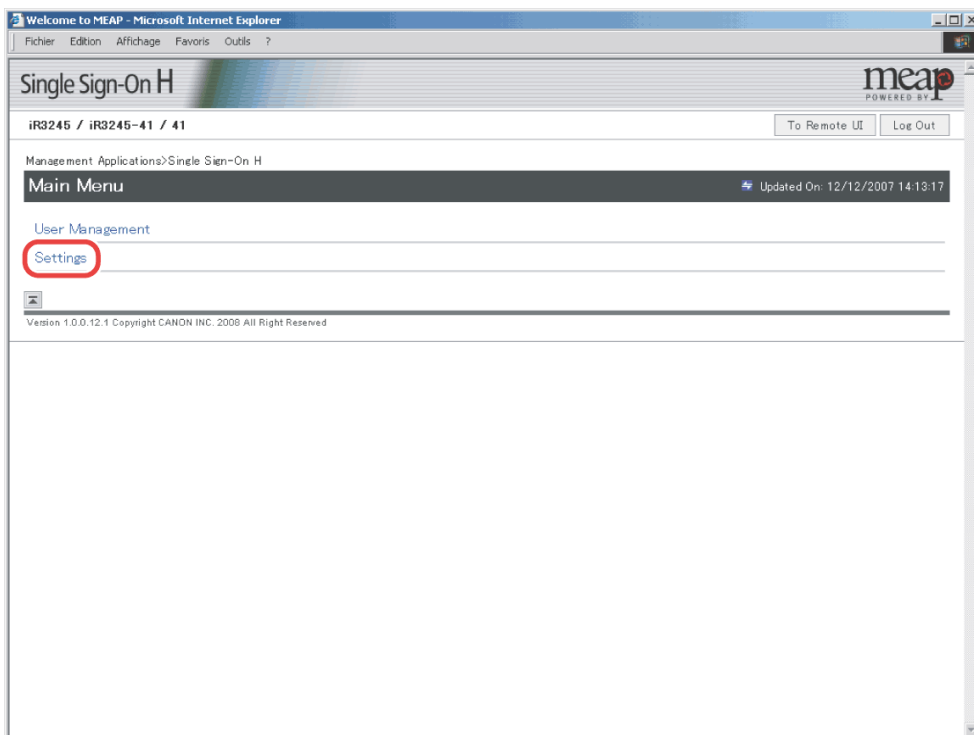 Welcome to MEAP - Microsoft Internet Explorer
Fichier Edition Affichage Favoris Outils ?
Single Sign-On H
meap
POWERED BY
iR3245 / iR3245-41 / 41
To Remote UI Log Out
Management Applications>Single Sign-On H
Main Menu
Updated On: 12/12/2007 14:13:17
User Management
Settings
Version 1.0.0.12.1 Copyright CANON INC. 2008 All Right Reserved